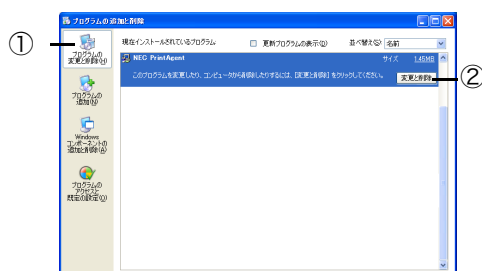 プログラムの追加と削除
①
プログラムの
変更と削除(H)
現在インストールされているプログラム
更新プログラムの表示(D)
並べ替え(S):
名前
NEC PrintAgent
サイズ
1.45MB
このプログラムを変更したり、コンピュータから削除したりするには、[変更と削除] をクリックしてください。
変更と削除
②
プログラムの
追加(N)
Windows
コンポーネントの
追加と削除(A)
プログラムの
アクセスと
既定の設定(O)